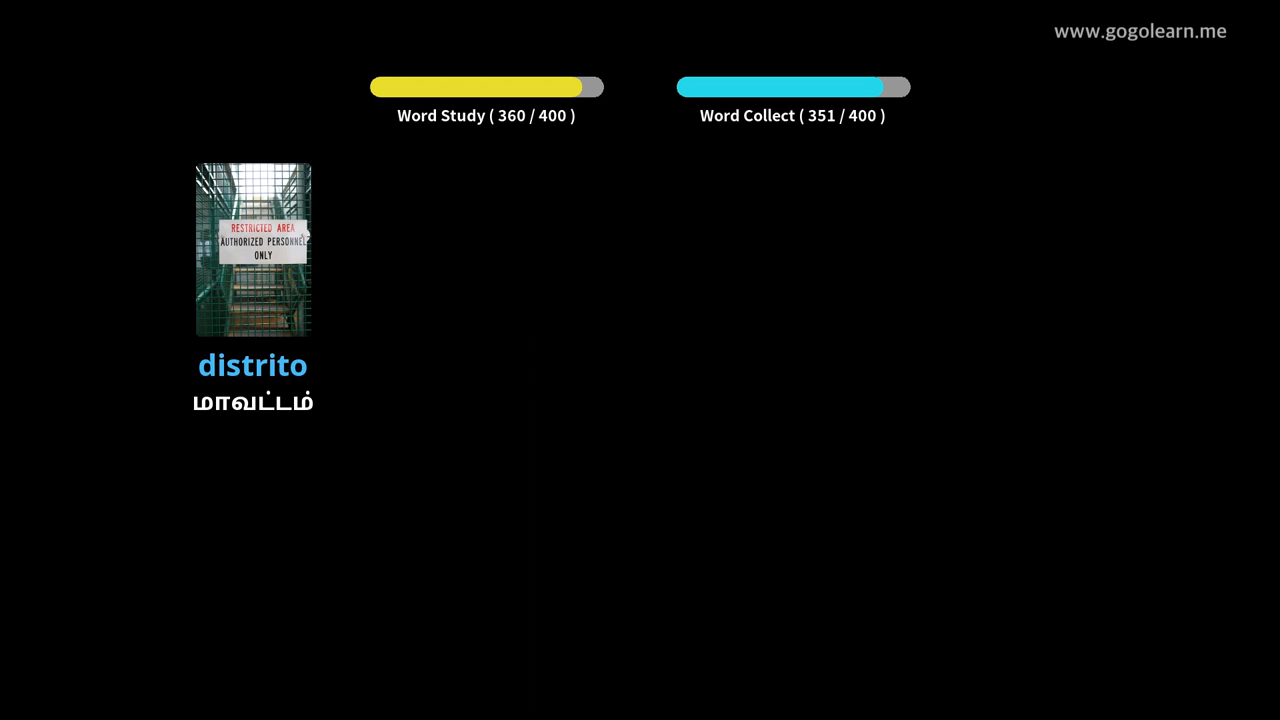 www.gogolearn.me
Word Study ( 360 / 400 )
Word Collect ( 351 / 400 )
RESTRICTED AREA
AUTHORIZED PERSONNEL
ONLY
distrito
மாவட்டம்